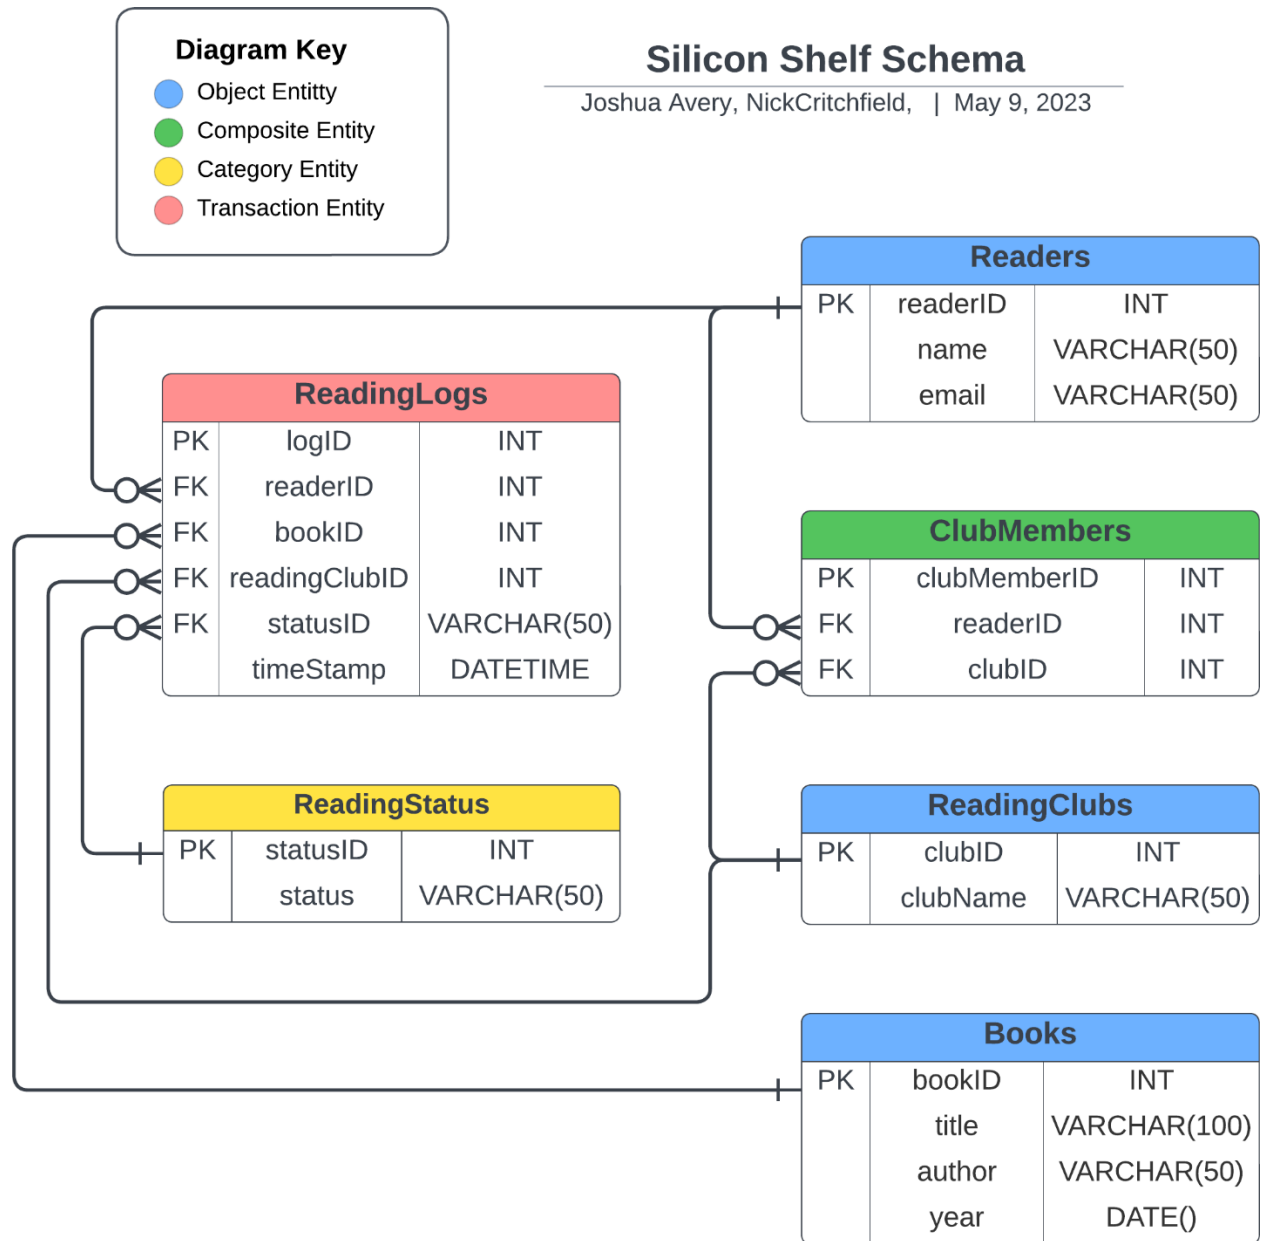 Diagram Key
Object Entitty
Composite Entity
Category Entity
Transaction Entity
Silicon Shelf Schema
Joshua Avery, NickCritchfield, | May 9, 2023
Readers
PK readerID INT
name VARCHAR(50)
email VARCHAR(50)
ReadingLogs
PK logID INT
FK readerID INT
FK bookID INT
FK readingClubID INT
FK statusID VARCHAR(50)
timeStamp DATETIME
ClubMembers
PK clubMemberID INT
FK readerID INT
FK clubID INT
ReadingStatus
PK statusID INT
status VARCHAR(50)
ReadingClubs
PK clubID INT
clubName VARCHAR(50)
Books
PK bookID INT
title VARCHAR(100)
author VARCHAR(50)
year DATE()